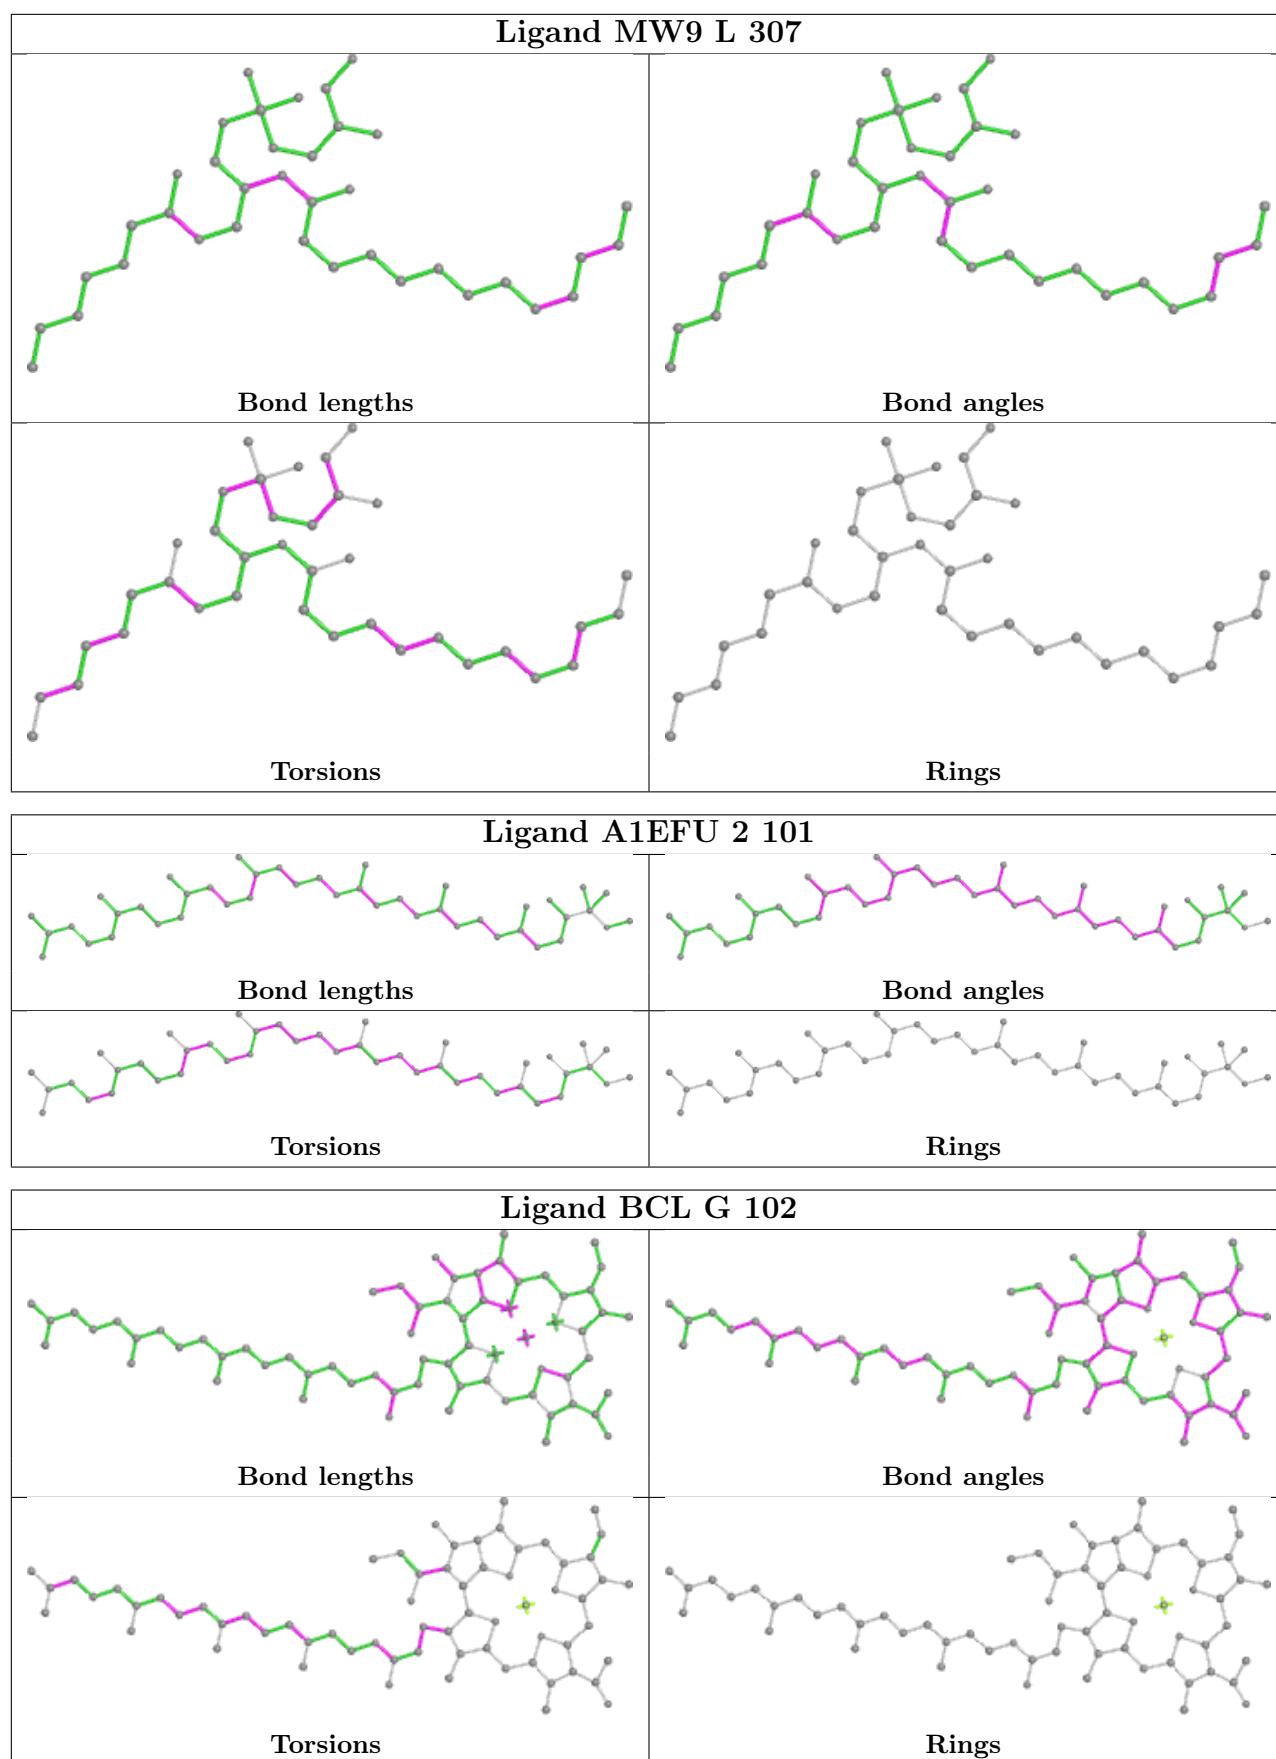 Ligand MW9 L 307
Bond lengths
Bond angles
Torsions
Rings
Ligand A1EFU 2 101
Bond lengths
Bond angles
Torsions
Rings
Ligand BCL G 102
Bond lengths
Bond angles
Torsions
Rings